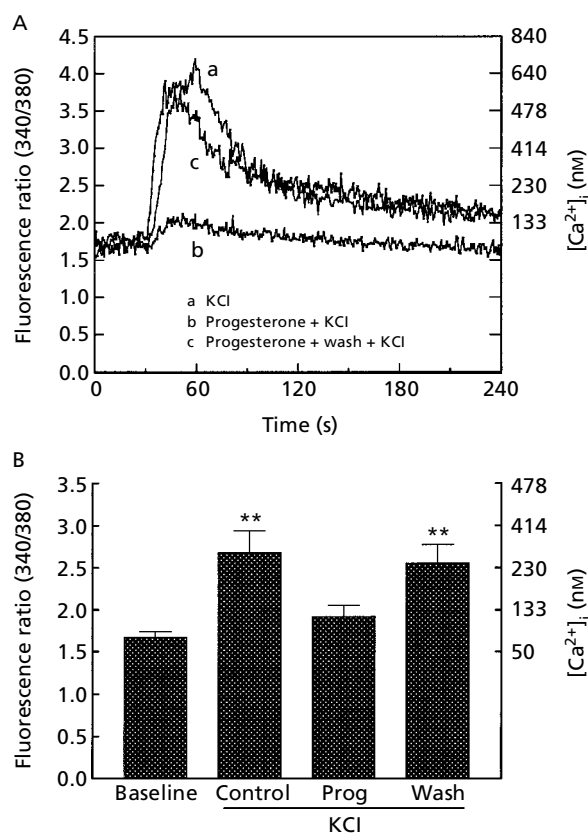 A
Fluorescence ratio (340/380)
4.5
4.0
3.5
3.0
2.5
2.0
1.5
1.0
0.5
0.0
840
640
478
414
230
133
[Ca²⁺]ᵢ (nM)
a
c
b
a KCl
b Progesterone + KCl
c Progesterone + wash + KCl
0 60 120 180 240
Time (s)
B
Fluorescence ratio (340/380)
3.5
3.0
2.5
2.0
1.5
1.0
0.5
0.0
478
414
230
133
50
[Ca²⁺]ᵢ (nM)
** **
Baseline Control Prog Wash
KCl